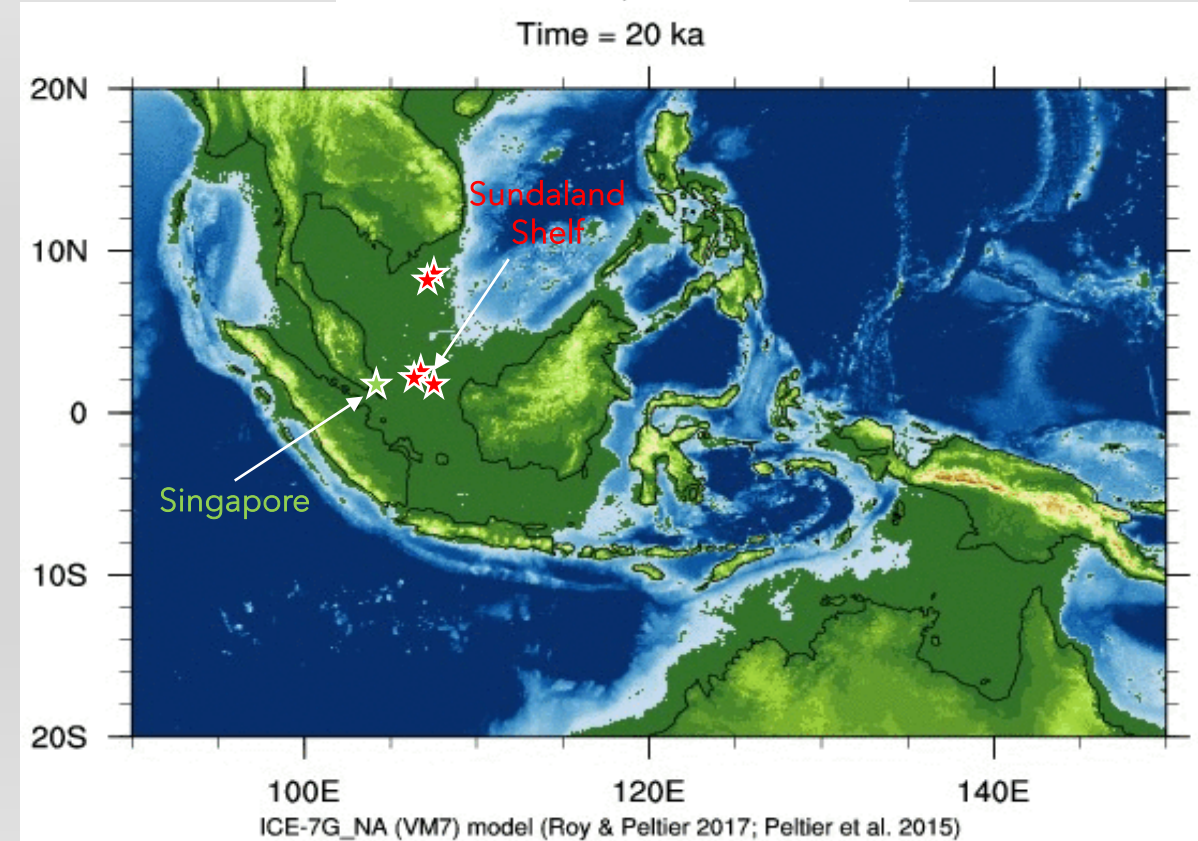 Time = 20 ka
20N
10N
0
10S
20S
Sundaland
Shelf
Singapore
100E
120E
140E
ICE-7G_NA (VM7) model (Roy & Peltier 2017; Peltier et al. 2015)